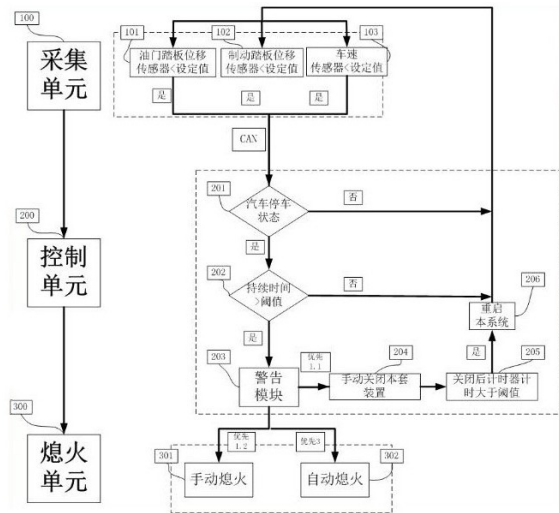 100
采集
单元
101
油门踏板位移
传感器<设定值
102
制动踏板位移
传感器<设定值
103
车速
传感器<设定值
是
是
是
CAN
200
控制
单元
201
汽车停车
状态
否
是
202
持续时间
>阈值
否
是
203
警告
模块
优先
1.1
204
手动关闭本套
装置
205
关闭后计时器计
时大于阈值
是
206
重启
本系统
300
熄火
单元
优先
1.2
优先3
301
手动熄火
302
自动熄火